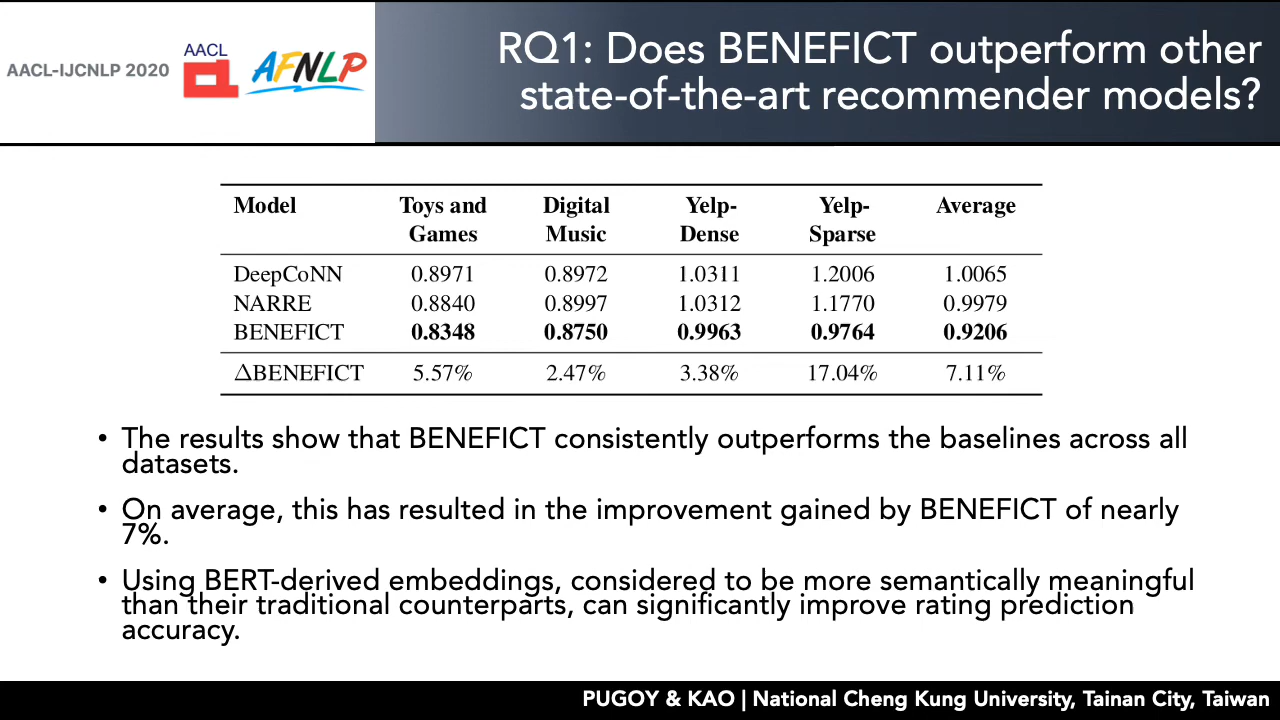 AACL-IJCNLP 2020
AACL
AFNLP
RQ1: Does BENEFICT outperform other
state-of-the-art recommender models?
Model Toys and Games Digital Music Yelp-Dense Yelp-Sparse Average
DeepCoNN 0.8971 0.8972 1.0311 1.2006 1.0065
NARRE 0.8840 0.8997 1.0312 1.1770 0.9979
BENEFICT 0.8348 0.8750 0.9963 0.9764 0.9206
ΔBENEFICT 5.57% 2.47% 3.38% 17.04% 7.11%
• The results show that BENEFICT consistently outperforms the baselines across all
datasets.
• On average, this has resulted in the improvement gained by BENEFICT of nearly
7%.
• Using BERT-derived embeddings, considered to be more semantically meaningful
than their traditional counterparts, can significantly improve rating prediction
accuracy.
PUGOY & KAO | National Cheng Kung University, Tainan City, Taiwan